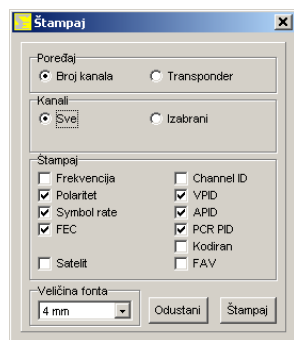 Štampaj
Poređaj
Broj kanala Transponder
Kanali
Sve Izabrani
Štampaj
Frekvencija Channel ID
Polaritet VPID
Symbol rate APID
FEC PCR PID
Kodiran
Satelit FAV
Veličina fonta
4 mm Odustani Štampaj